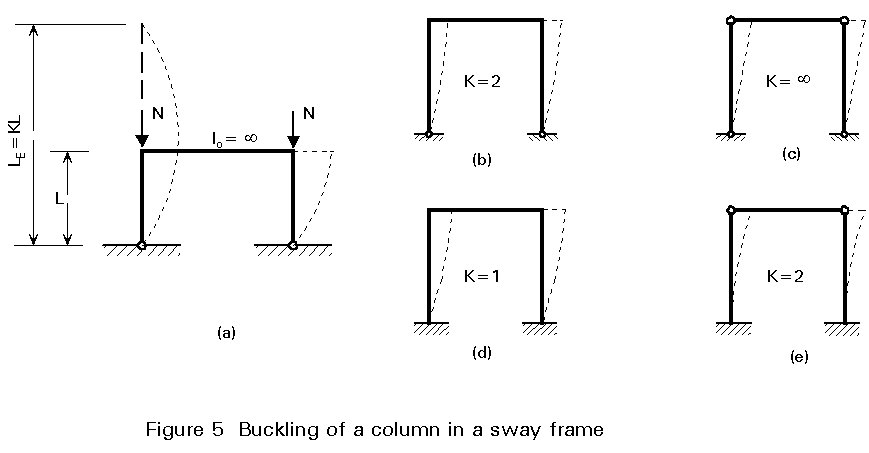 L_E = KL
L
N
N
I_o = ∞
(a)
K=2
(b)
K= ∞
(c)
K=1
(d)
K=2
(e)
Figure 5 Buckling of a column in a sway frame